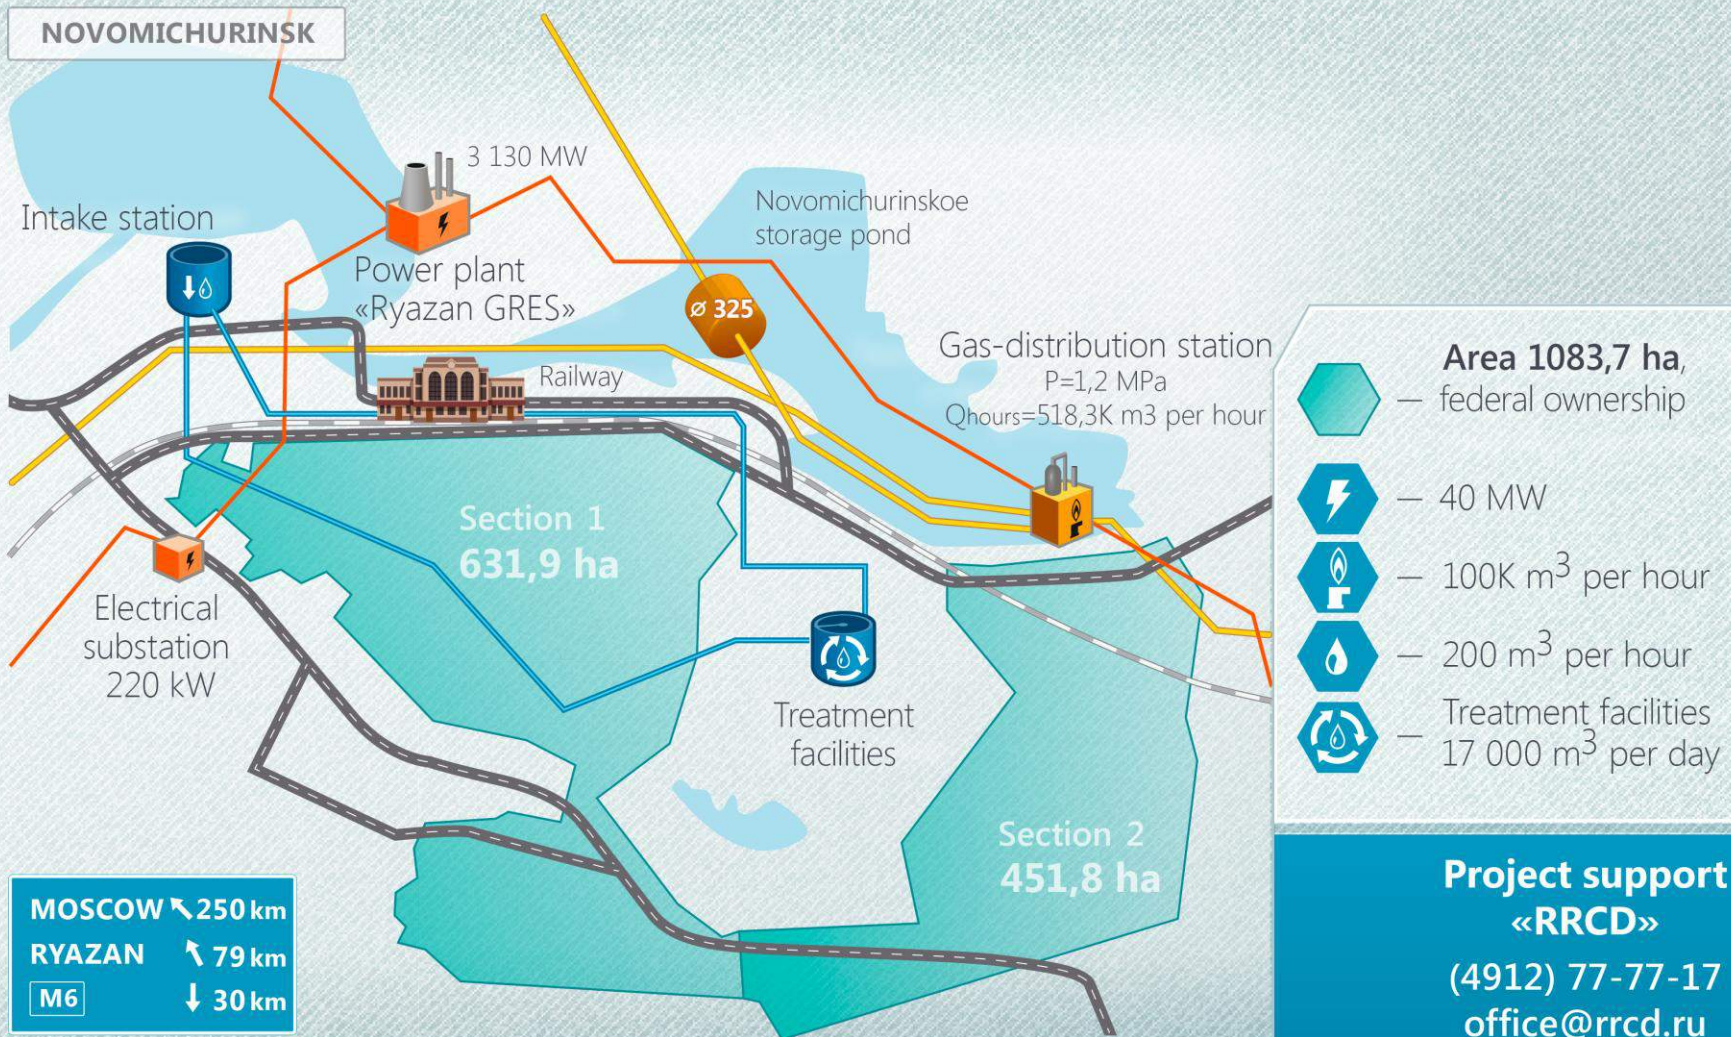 NOVOMICHURINSK
3 130 MW
Intake station
Power plant
«Ryazan GRES»
Novomichurinskoe
storage pond
ø 325
Railway
Gas-distribution station
P=1,2 MPa
Qhours=518,3K m3 per hour
Section 1
631,9 ha
Electrical
substation
220 kW
Treatment
facilities
Section 2
451,8 ha
MOSCOW ↖ 250 km
RYAZAN ↖ 79 km
M6 ↓ 30 km
Area 1083,7 ha,
— federal ownership
— 40 MW
— 100K m³ per hour
— 200 m³ per hour
Treatment facilities
— 17 000 m³ per day
Project support
«RRCD»
(4912) 77-77-17
office@rrcd.ru